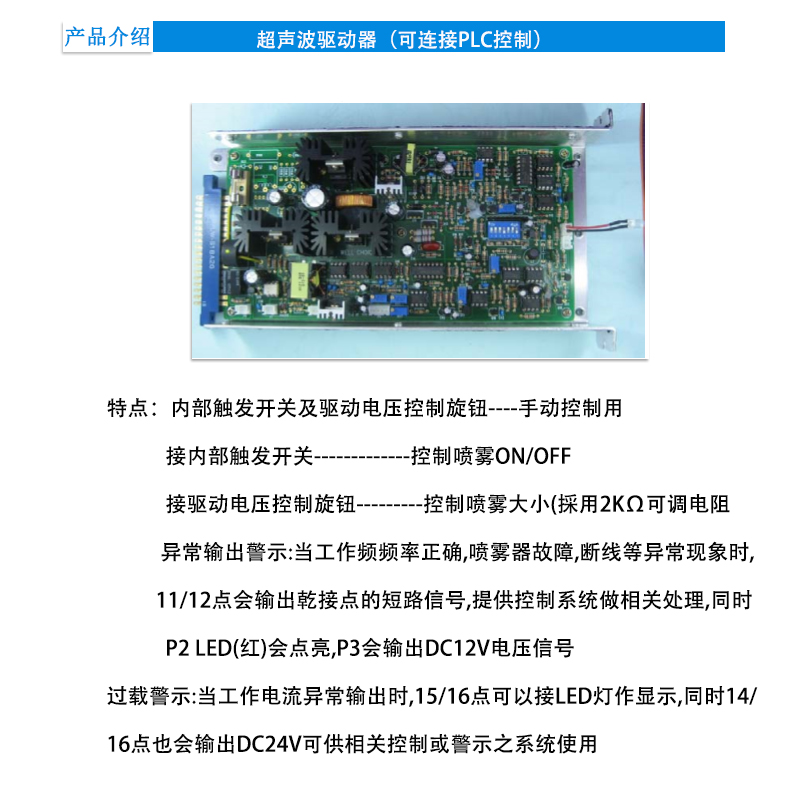 产品介绍
超声波驱动器（可连接PLC控制）
特点：内部触发开关及驱动电压控制旋钮----手动控制用
接内部触发开关-------------控制喷雾ON/OFF
接驱动电压控制旋钮---------控制喷雾大小(採用2KΩ可调电阻
异常输出警示:当工作频频率正确,喷雾器故障,断线等异常现象时,
11/12点会输出乾接点的短路信号,提供控制系统做相关处理,同时
P2 LED(红)会点亮,P3会输出DC12V电压信号
过载警示:当工作电流异常输出时,15/16点可以接LED灯作显示,同时14/
16点也会输出DC24V可供相关控制或警示之系统使用